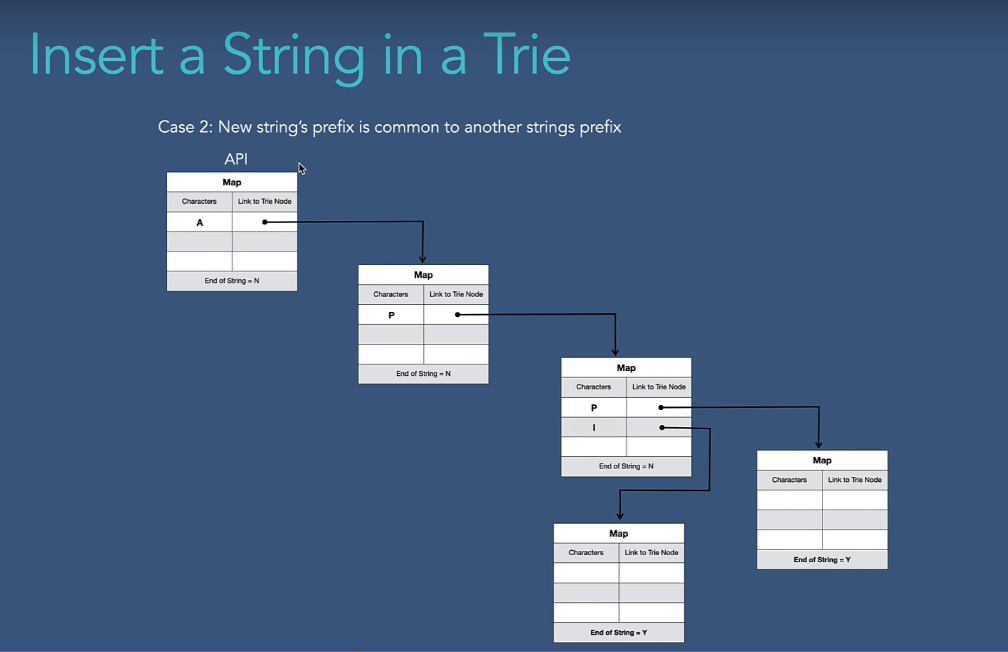 Insert a String in a Trie
Case 2: New string's prefix is common to another strings prefix
API
Map
Characters Link to Trie Node
A
End of String = N
Map
Characters Link to Trie Node
P
End of String = N
Map
Characters Link to Trie Node
P
I
End of String = N
Map
Characters Link to Trie Node
End of String = Y
Map
Characters Link to Trie Node
End of String = Y